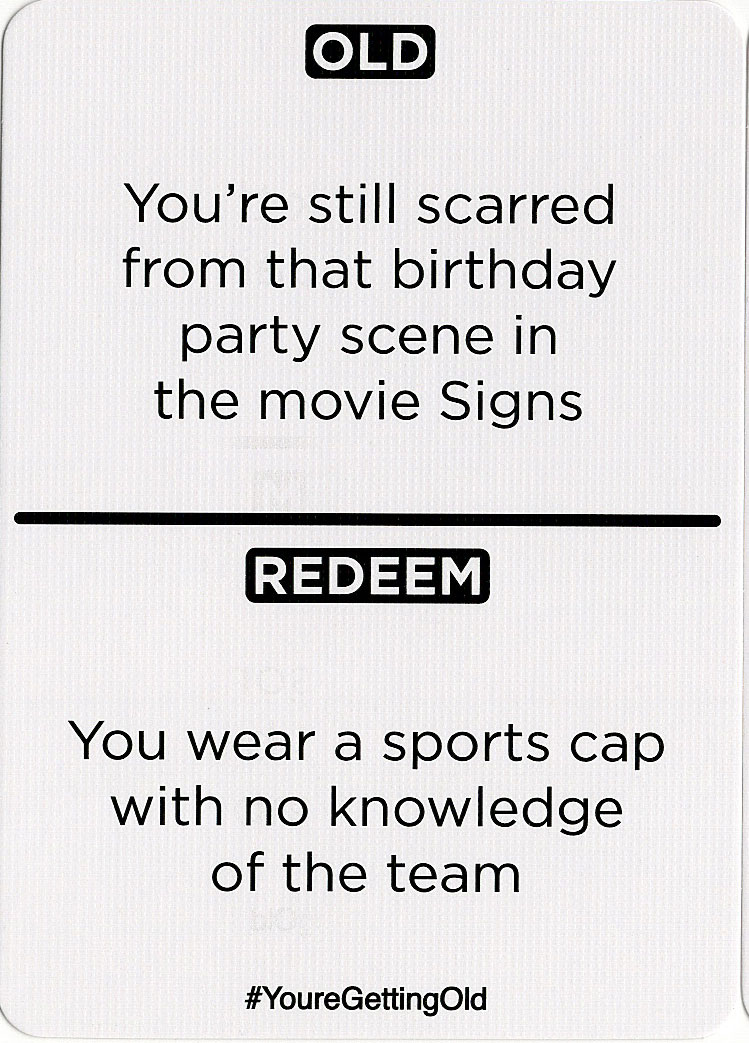 OLD
You're still scarred
from that birthday
party scene in
the movie Signs
REDEEM
You wear a sports cap
with no knowledge
of the team
#YoureGettingOld